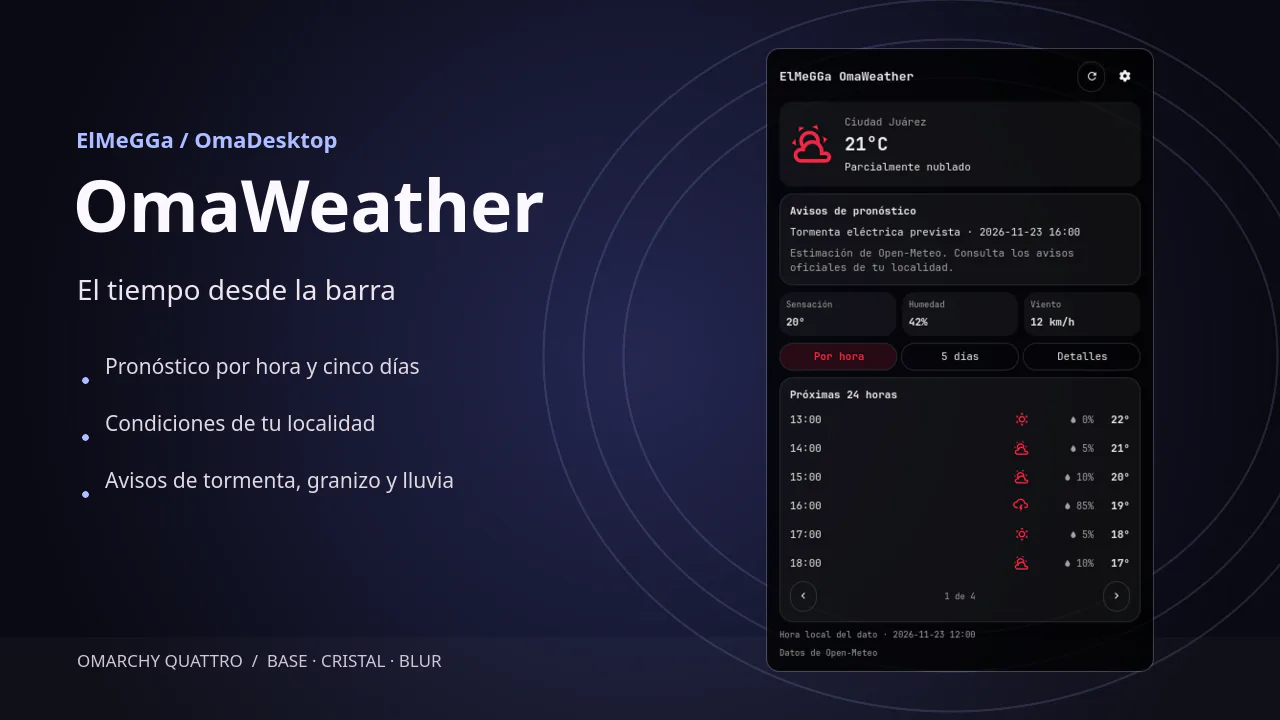 ElMeGGa / OmaDesktop
OmaWeather
El tiempo desde la barra
Pronóstico por hora y cinco días
Condiciones de tu localidad
Avisos de tormenta, granizo y lluvia
OMARCHY QUATTRO / BASE · CRISTAL · BLUR
ElMeGGa OmaWeather
Ciudad Juárez
21°C
Parcialmente nublado
Avisos de pronóstico
Tormenta eléctrica prevista · 2026-11-23 16:00
Estimación de Open-Meteo. Consulta los avisos
oficiales de tu localidad.
Sensación Humedad Viento
20° 42% 12 km/h
Por hora 5 días Detalles
Próximas 24 horas
13:00 0% 22°
14:00 5% 21°
15:00 10% 20°
16:00 85% 19°
17:00 5% 18°
18:00 10% 17°
1 de 4
Hora local del dato · 2026-11-23 12:00
Datos de Open-Meteo